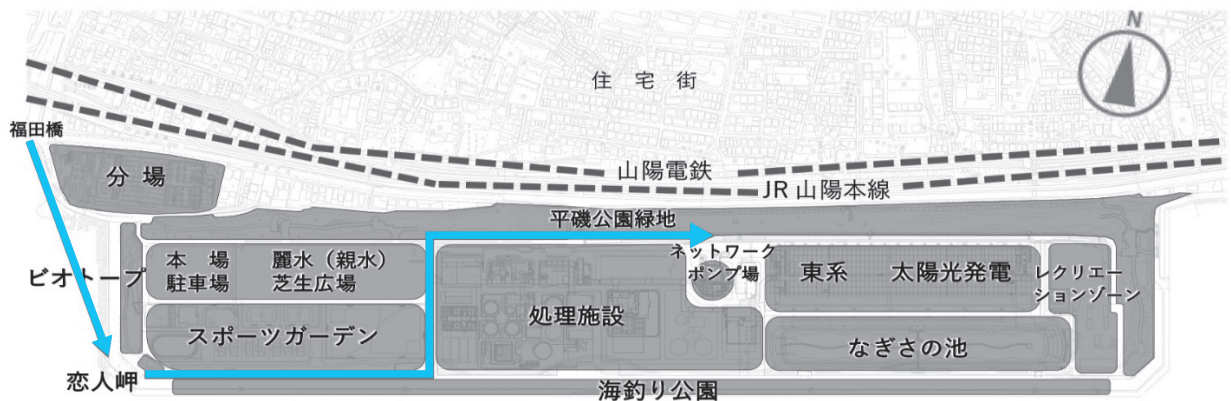 N
住宅街
福田橋
分場
山陽電鉄
JR山陽本線
平磯公園緑地
ビオトープ
本場
駐車場
麗水（親水）
芝生広場
ネットワーク
ポンプ場
東系
太陽光発電
レクリエー
ションゾーン
処理施設
スポーツガーデン
なぎさの池
恋人岬
海釣り公園